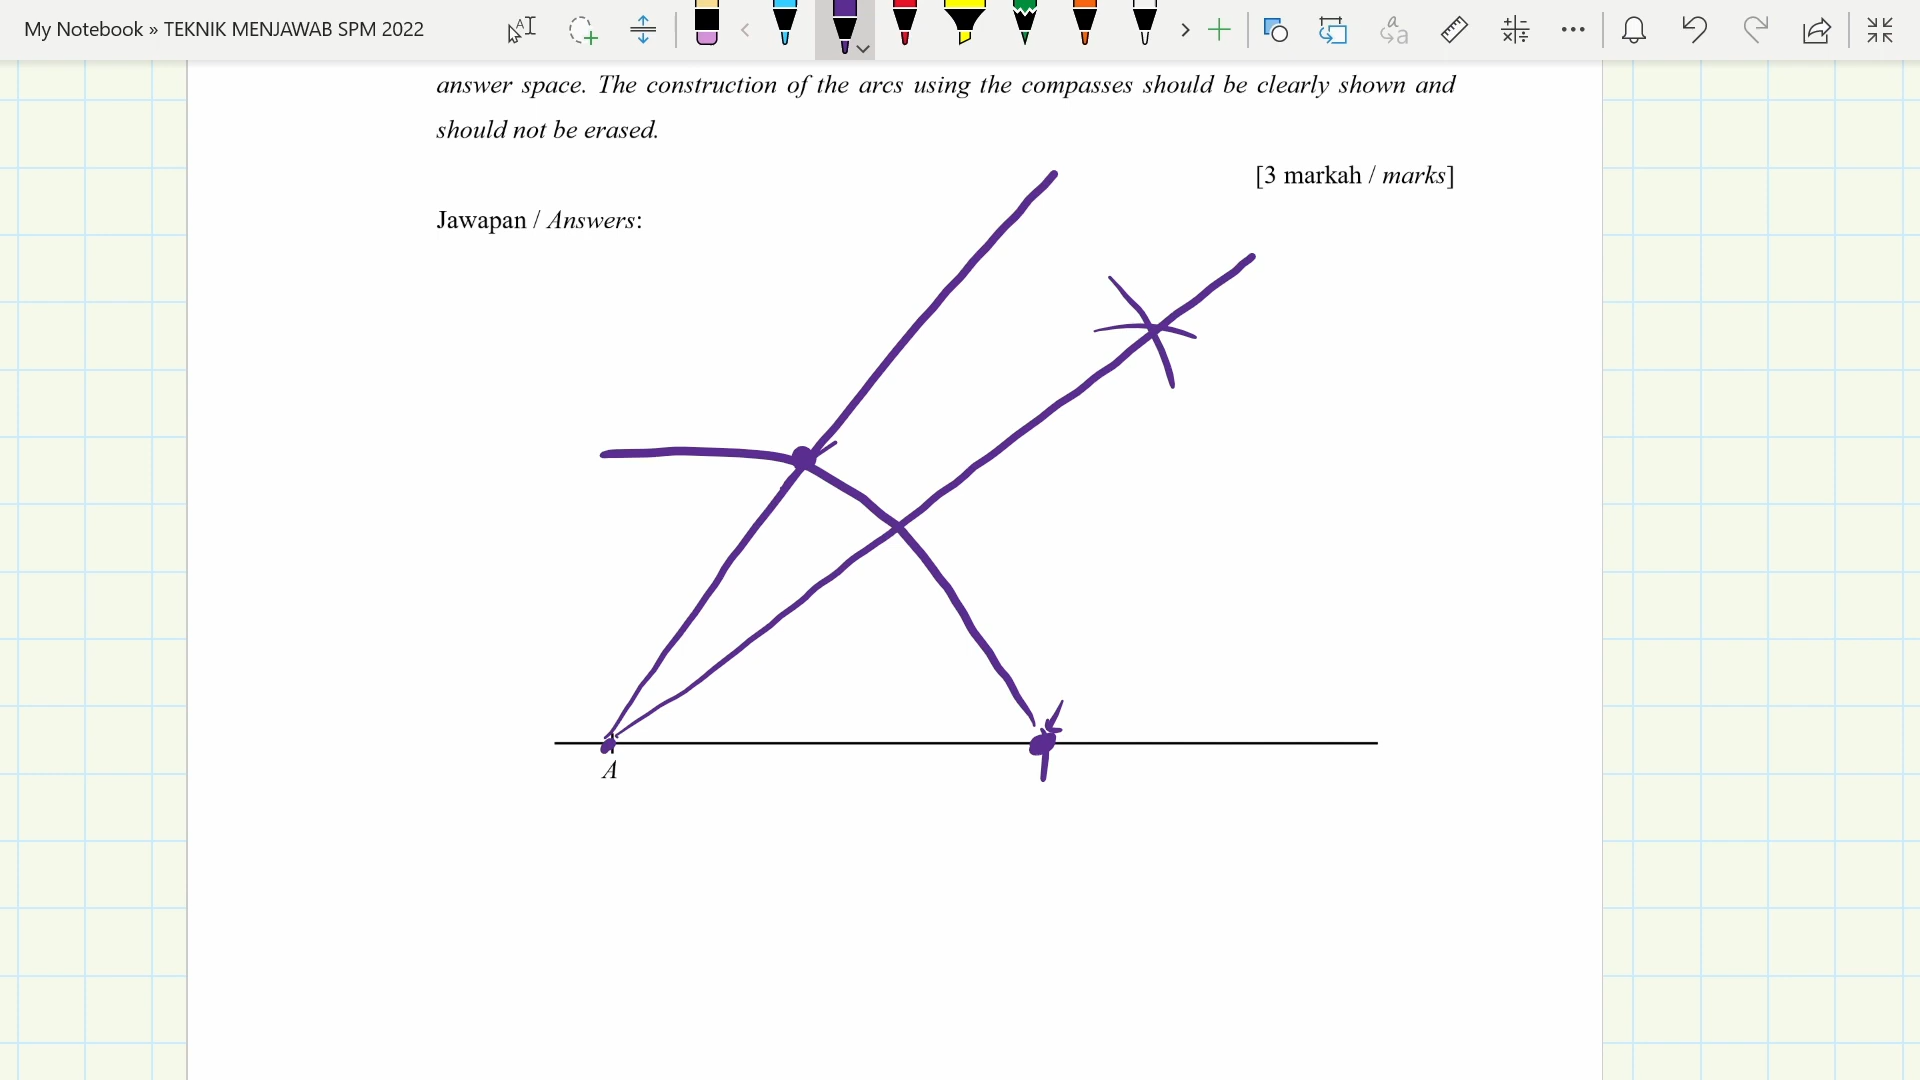 My Notebook » TEKNIK MENJAWAB SPM 2022
answer space. The construction of the arcs using the compasses should be clearly shown and
should not be erased.
[3 markah / marks]
Jawapan / Answers:
A